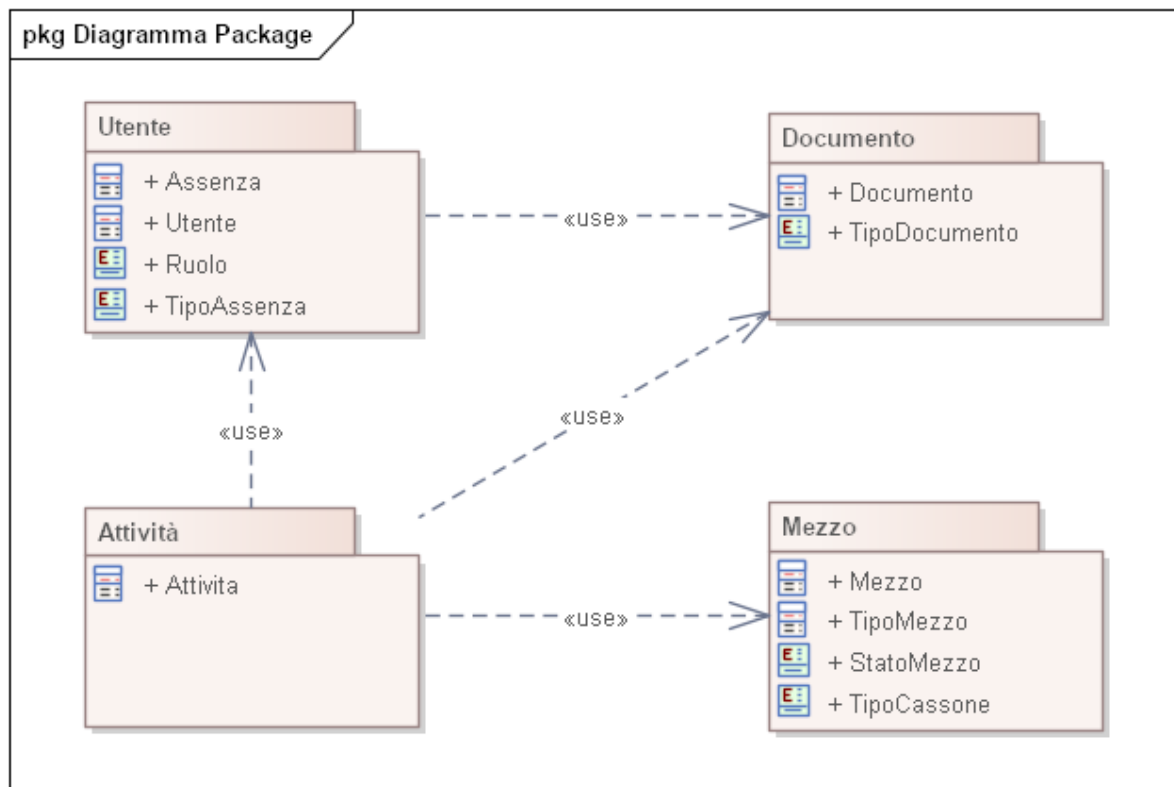 pkg Diagramma Package
Utente
+ Assenza
+ Utente
+ Ruolo
+ TipoAssenza
«use»
Documento
+ Documento
+ TipoDocumento
«use»
«use»
Attività
+ Attivita
«use»
Mezzo
+ Mezzo
+ TipoMezzo
+ StatoMezzo
+ TipoCassone